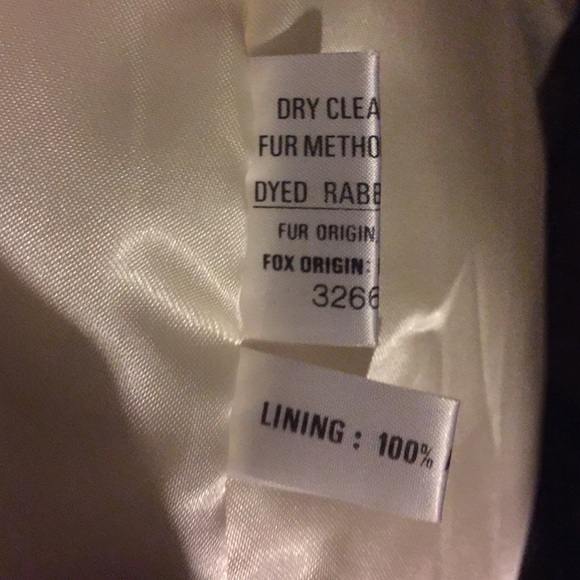 DRY CLEA
FUR METHO
DYED RABB
FUR ORIGIN
FOX ORIGIN:
3266
LINING : 100%